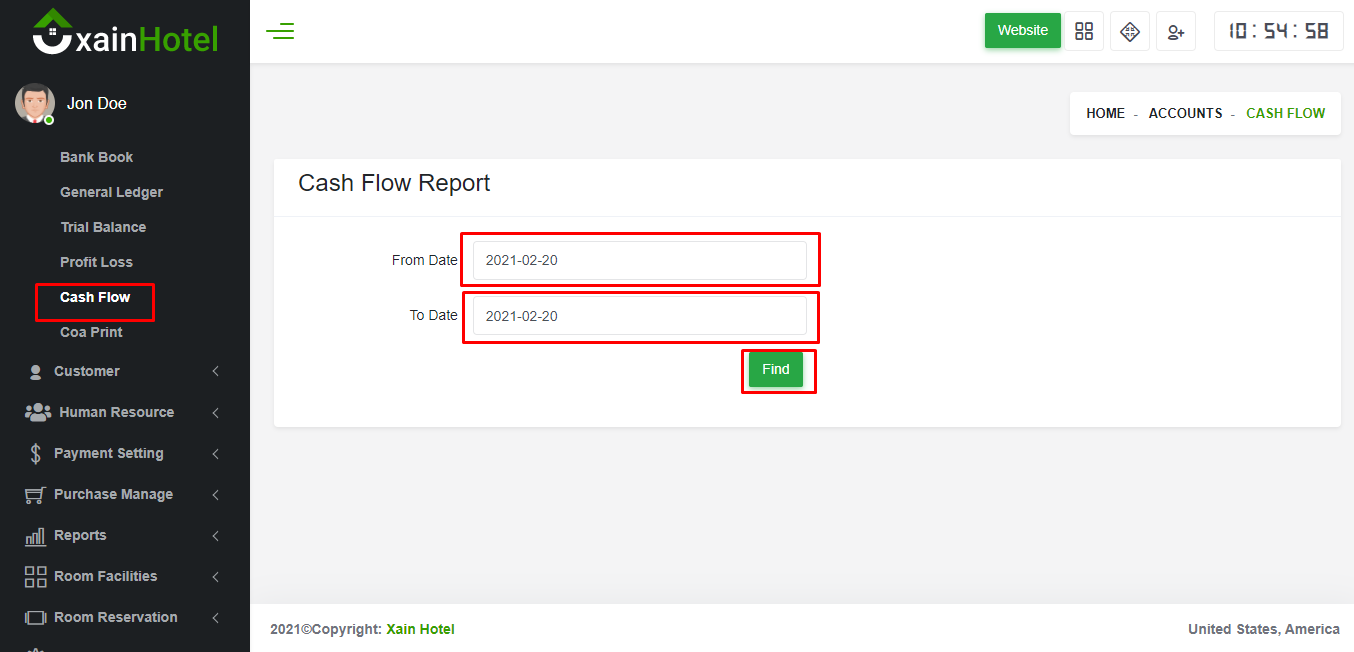 xainHotel
Jon Doe
Bank Book
General Ledger
Trial Balance
Profit Loss
Cash Flow
Coa Print
Customer
Human Resource
Payment Setting
Purchase Manage
Reports
Room Facilities
Room Reservation
Website
10:54:58
HOME - ACCOUNTS - CASH FLOW
Cash Flow Report
From Date 2021-02-20
To Date 2021-02-20
Find
2021©Copyright: Xain Hotel
United States, America